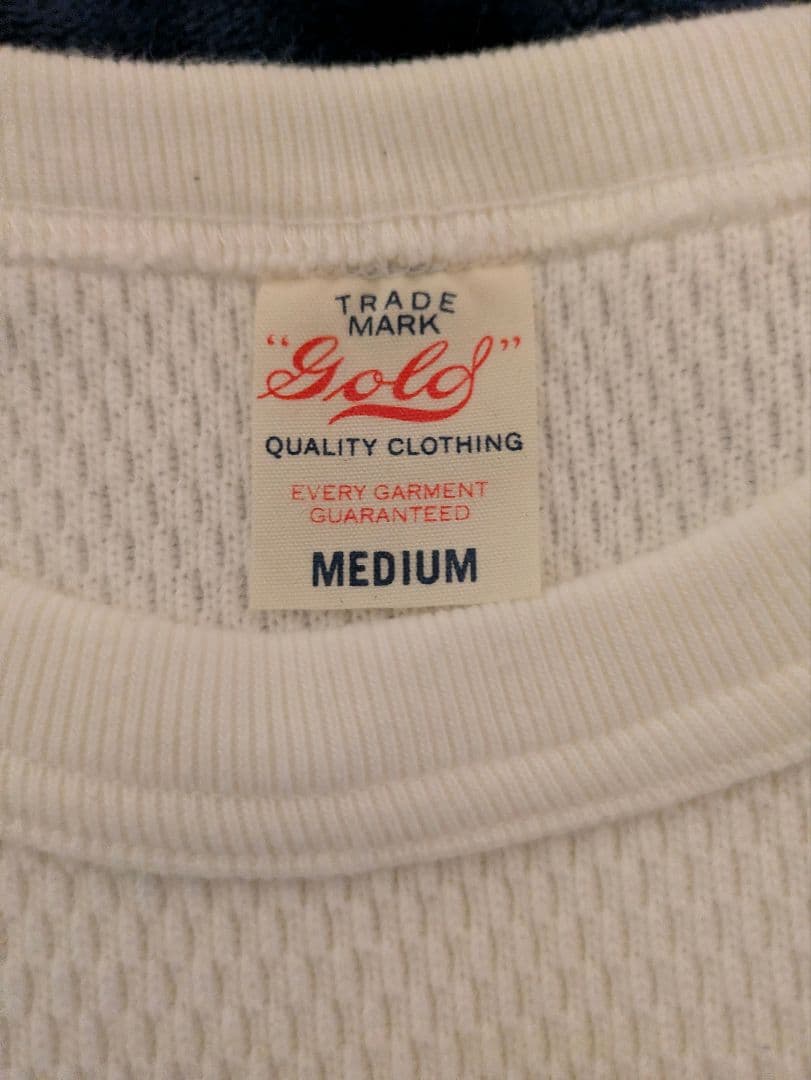 TRADE
MARK
"Gold"
QUALITY CLOTHING
EVERY GARMENT
GUARANTEED
MEDIUM